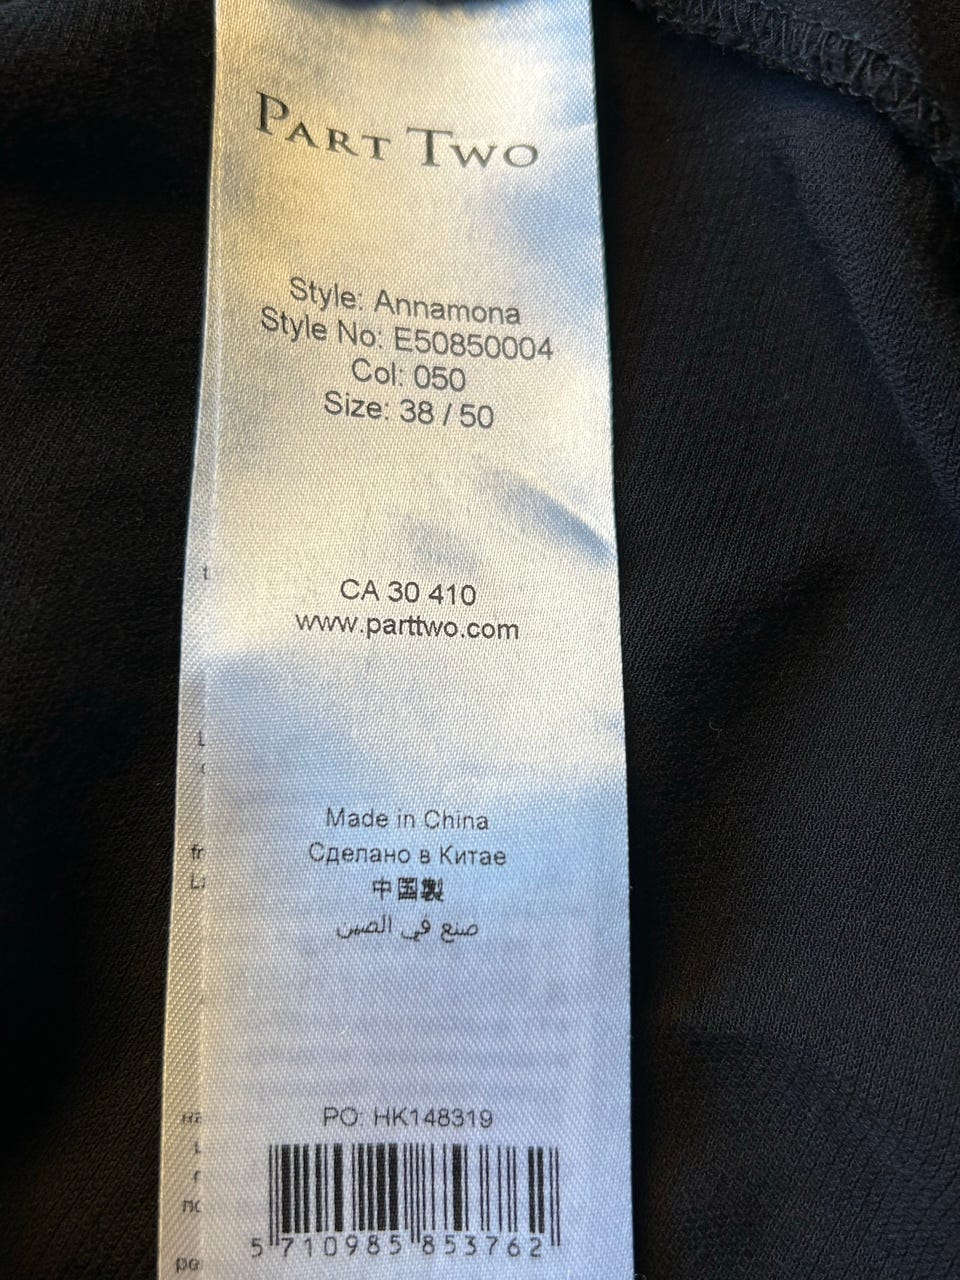 PART TWO
Style: Annamona
Style No: E50850004
Col: 050
Size: 38 / 50
CA 30 410
www.parttwo.com
Made in China
Сделано в Китае
中国製
صنع في الصين
PO: HK148319
5 710985 853762